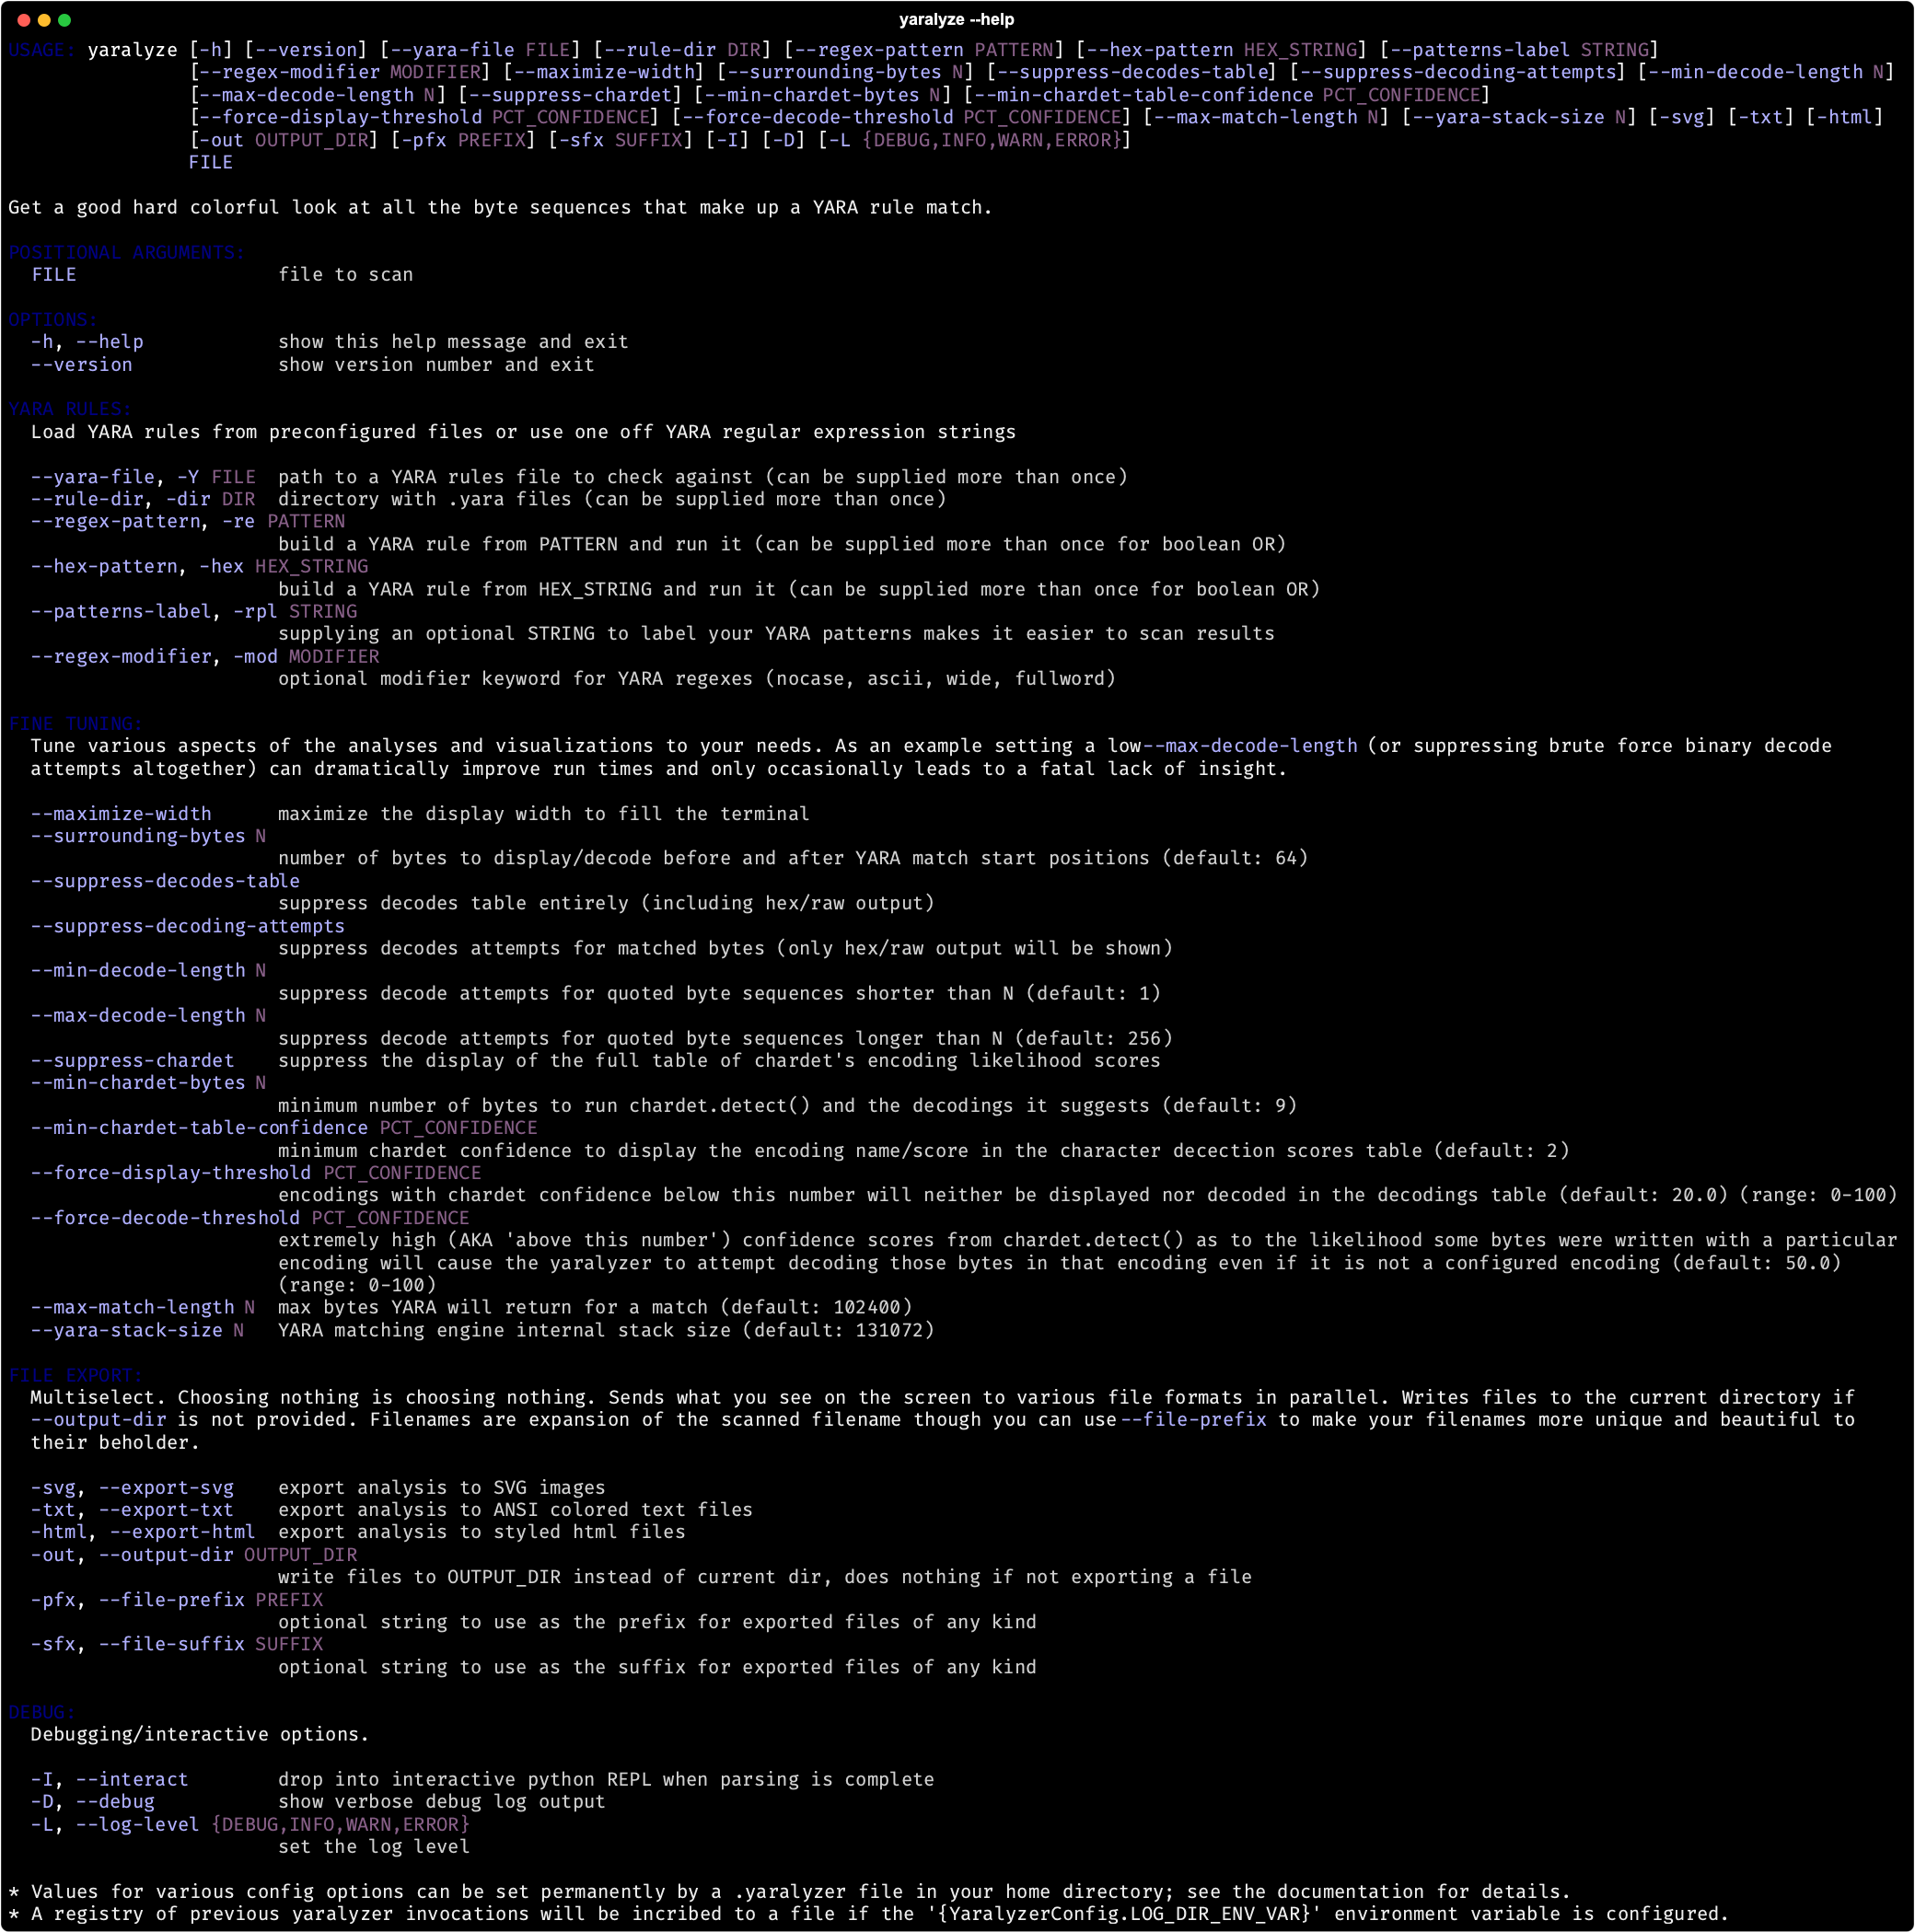 yaralyze --help
USAGE: yaralyze [-h] [--version] [--yara-file FILE] [--rule-dir DIR] [--regex-pattern PATTERN] [--hex-pattern HEX_STRING] [--patterns-label STRING]
[--regex-modifier MODIFIER] [--maximize-width] [--surrounding-bytes N] [--suppress-decodes-table] [--suppress-decoding-attempts] [--min-decode-length N]
[--max-decode-length N] [--suppress-chardet] [--min-chardet-bytes N] [--min-chardet-table-confidence PCT_CONFIDENCE]
[--force-display-threshold PCT_CONFIDENCE] [--force-decode-threshold PCT_CONFIDENCE] [--max-match-length N] [--yara-stack-size N] [-svg] [-txt] [-html]
[-out OUTPUT_DIR] [-pfx PREFIX] [-sfx SUFFIX] [-I] [-D] [-L {DEBUG,INFO,WARN,ERROR}]
FILE
Get a good hard colorful look at all the byte sequences that make up a YARA rule match.
POSITIONAL ARGUMENTS:
FILE file to scan
OPTIONS:
-h, --help show this help message and exit
--version show version number and exit
YARA RULES:
Load YARA rules from preconfigured files or use one off YARA regular expression strings
--yara-file, -Y FILE path to a YARA rules file to check against (can be supplied more than once)
--rule-dir, -dir DIR directory with .yara files (can be supplied more than once)
--regex-pattern, -re PATTERN
build a YARA rule from PATTERN and run it (can be supplied more than once for boolean OR)
--hex-pattern, -hex HEX_STRING
build a YARA rule from HEX_STRING and run it (can be supplied more than once for boolean OR)
--patterns-label, -rpl STRING
supplying an optional STRING to label your YARA patterns makes it easier to scan results
--regex-modifier, -mod MODIFIER
optional modifier keyword for YARA regexes (nocase, ascii, wide, fullword)
FINE TUNING:
Tune various aspects of the analyses and visualizations to your needs. As an example setting a low--max-decode-length (or suppressing brute force binary decode
attempts altogether) can dramatically improve run times and only occasionally leads to a fatal lack of insight.
--maximize-width maximize the display width to fill the terminal
--surrounding-bytes N
number of bytes to display/decode before and after YARA match start positions (default: 64)
--suppress-decodes-table
suppress decodes table entirely (including hex/raw output)
--suppress-decoding-attempts
suppress decodes attempts for matched bytes (only hex/raw output will be shown)
--min-decode-length N
suppress decode attempts for quoted byte sequences shorter than N (default: 1)
--max-decode-length N
suppress decode attempts for quoted byte sequences longer than N (default: 256)
--suppress-chardet suppress the display of the full table of chardet's encoding likelihood scores
--min-chardet-bytes N
minimum number of bytes to run chardet.detect() and the decodings it suggests (default: 9)
--min-chardet-table-confidence PCT_CONFIDENCE
minimum chardet confidence to display the encoding name/score in the character decection scores table (default: 2)
--force-display-threshold PCT_CONFIDENCE
encodings with chardet confidence below this number will neither be displayed nor decoded in the decodings table (default: 20.0) (range: 0-100)
--force-decode-threshold PCT_CONFIDENCE
extremely high (AKA 'above this number') confidence scores from chardet.detect() as to the likelihood some bytes were written with a particular
encoding will cause the yaralyzer to attempt decoding those bytes in that encoding even if it is not a configured encoding (default: 50.0)
(range: 0-100)
--max-match-length N max bytes YARA will return for a match (default: 102400)
--yara-stack-size N YARA matching engine internal stack size (default: 131072)
FILE EXPORT:
Multiselect. Choosing nothing is choosing nothing. Sends what you see on the screen to various file formats in parallel. Writes files to the current directory if
--output-dir is not provided. Filenames are expansion of the scanned filename though you can use--file-prefix to make your filenames more unique and beautiful to
their beholder.
-svg, --export-svg export analysis to SVG images
-txt, --export-txt export analysis to ANSI colored text files
-html, --export-html export analysis to styled html files
-out, --output-dir OUTPUT_DIR
write files to OUTPUT_DIR instead of current dir, does nothing if not exporting a file
-pfx, --file-prefix PREFIX
optional string to use as the prefix for exported files of any kind
-sfx, --file-suffix SUFFIX
optional string to use as the suffix for exported files of any kind
DEBUG:
Debugging/interactive options.
-I, --interact drop into interactive python REPL when parsing is complete
-D, --debug show verbose debug log output
-L, --log-level {DEBUG,INFO,WARN,ERROR}
set the log level
* Values for various config options can be set permanently by a .yaralyzer file in your home directory; see the documentation for details.
* A registry of previous yaralyzer invocations will be incribed to a file if the '{YaralyzerConfig.LOG_DIR_ENV_VAR}' environment variable is configured.